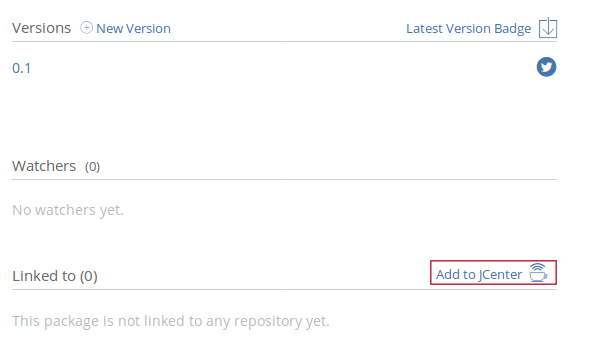 Versions New Version Latest Version Badge
0.1
Watchers (0)
No watchers yet.
Linked to (0) Add to JCenter
This package is not linked to any repository yet.